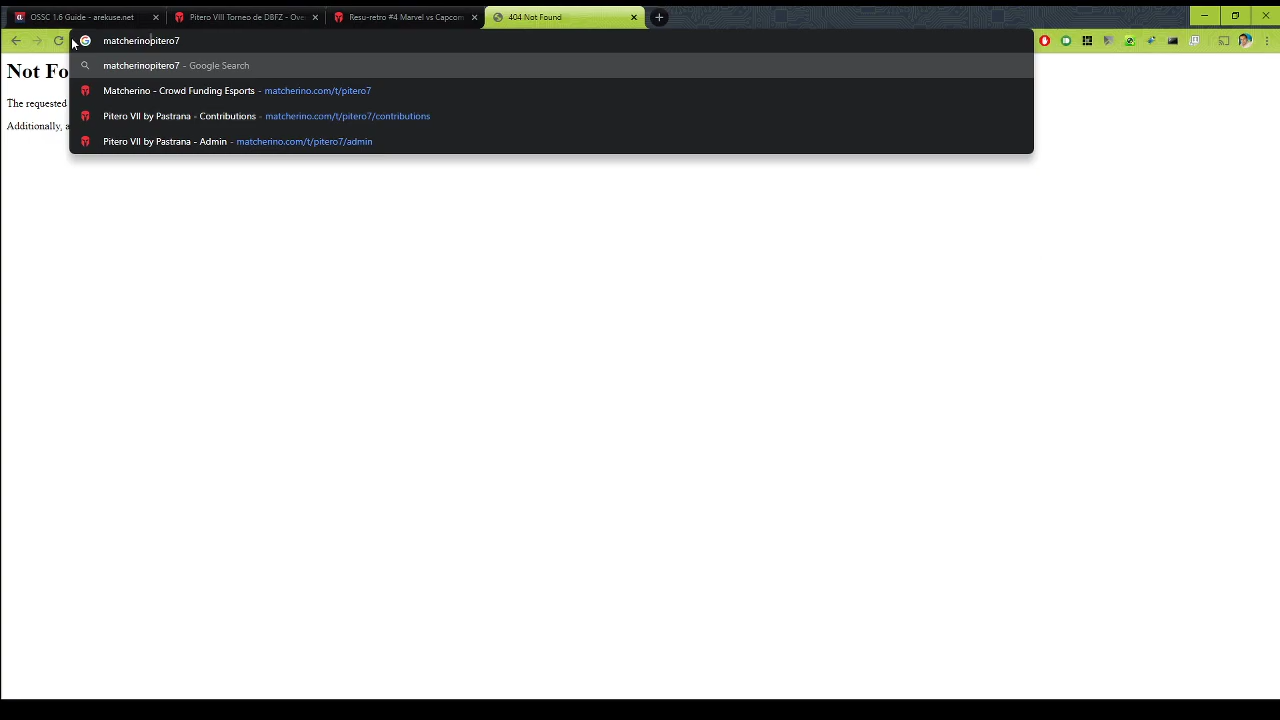 OSSC 1.6 Guide - arekuse.net
Pitero VIII Torneo de DBFZ - Ove
Resu-retro #4 Marvel vs Capcom
404 Not Found
matcherinopitero7
matcherinopitero7 - Google Search
Matcherino - Crowd Funding Esports - matcherino.com/t/pitero7
Pitero VII by Pastrana - Contributions - matcherino.com/t/pitero7/contributions
Pitero VII by Pastrana - Admin - matcherino.com/t/pitero7/admin
Not Fo
The requested
Additionally, a